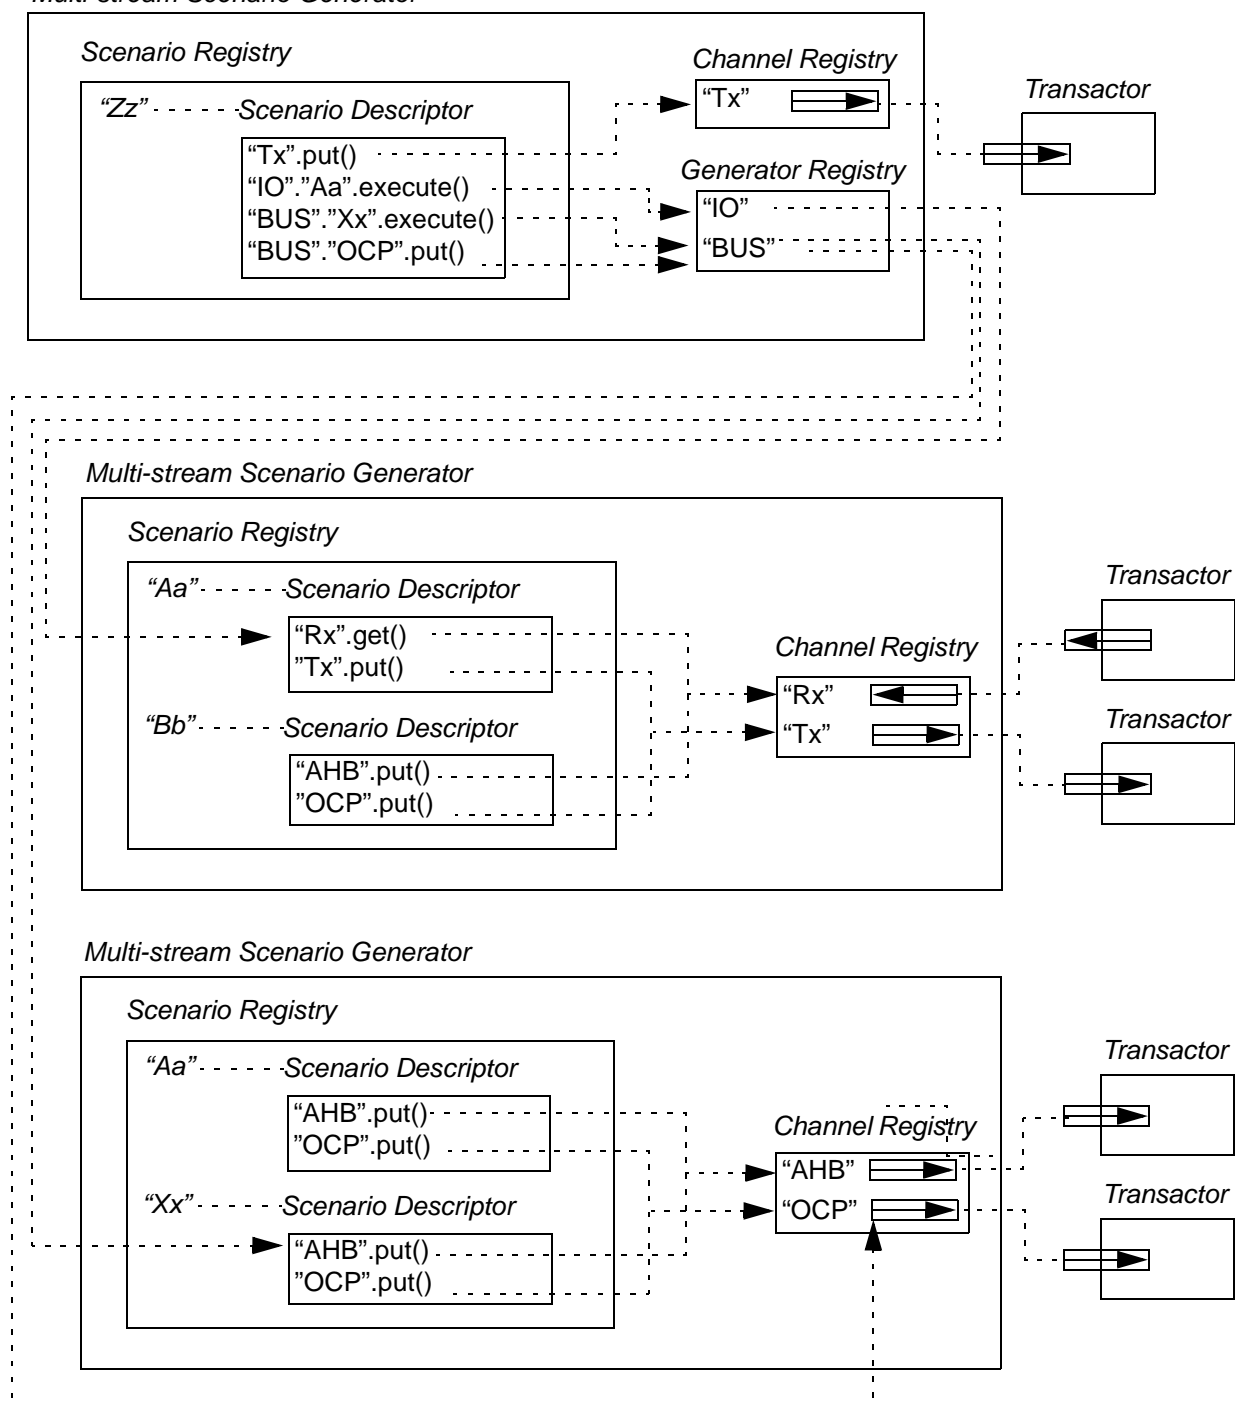 Multi-stream Scenario Generator
Scenario Registry
Channel Registry
Transactor
“Zz”
Scenario Descriptor
“Tx”
“Tx”.put()
“IO”.”Aa”.execute()
“BUS”.”Xx”.execute()
“BUS”.”OCP”.put()
Generator Registry
“IO”
“BUS”
Multi-stream Scenario Generator
Scenario Registry
“Aa”
Scenario Descriptor
“Rx”.get()
”Tx”.put()
“Bb”
Scenario Descriptor
“AHB”.put()
”OCP”.put()
Channel Registry
“Rx”
“Tx”
Transactor
Transactor
Multi-stream Scenario Generator
Scenario Registry
“Aa”
Scenario Descriptor
“AHB”.put()
”OCP”.put()
“Xx”
Scenario Descriptor
“AHB”.put()
”OCP”.put()
Channel Registry
“AHB”
“OCP”
Transactor
Transactor